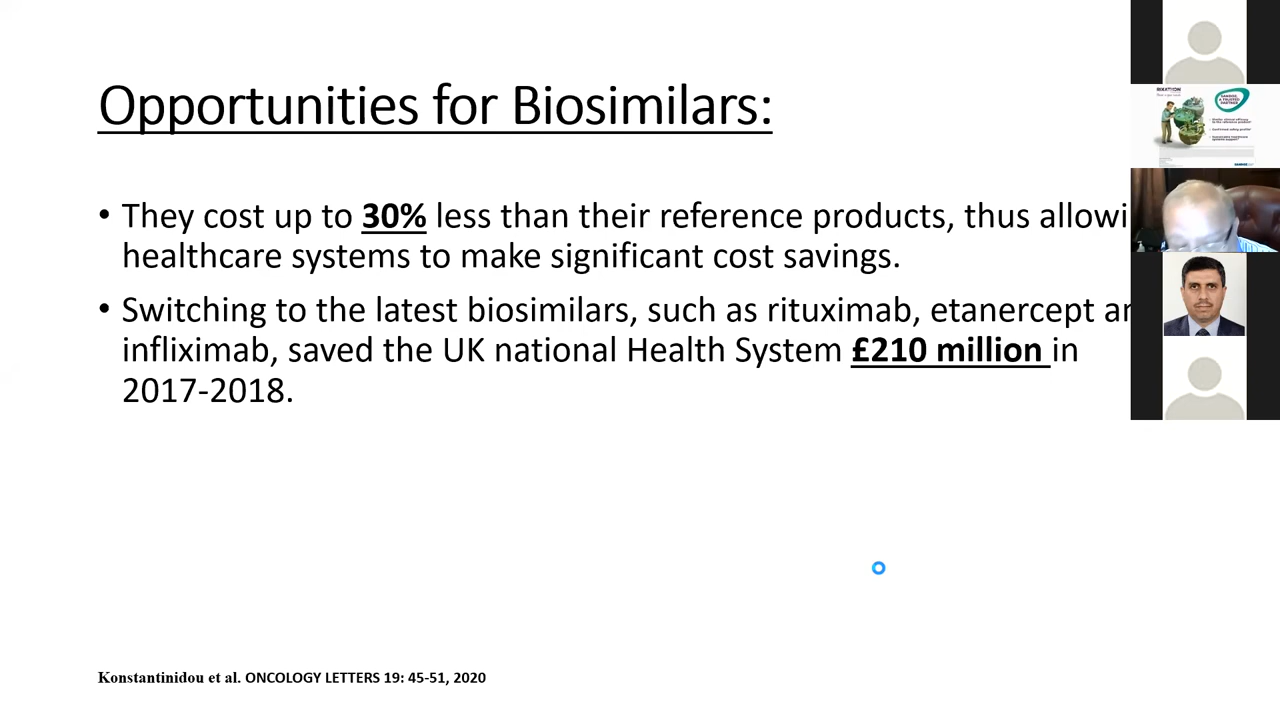 Opportunities for Biosimilars:
• They cost up to 30% less than their reference products, thus allowi
healthcare systems to make significant cost savings.
• Switching to the latest biosimilars, such as rituximab, etanercept an
infliximab, saved the UK national Health System £210 million in
2017-2018.
Konstantinidou et al. ONCOLOGY LETTERS 19: 45-51, 2020